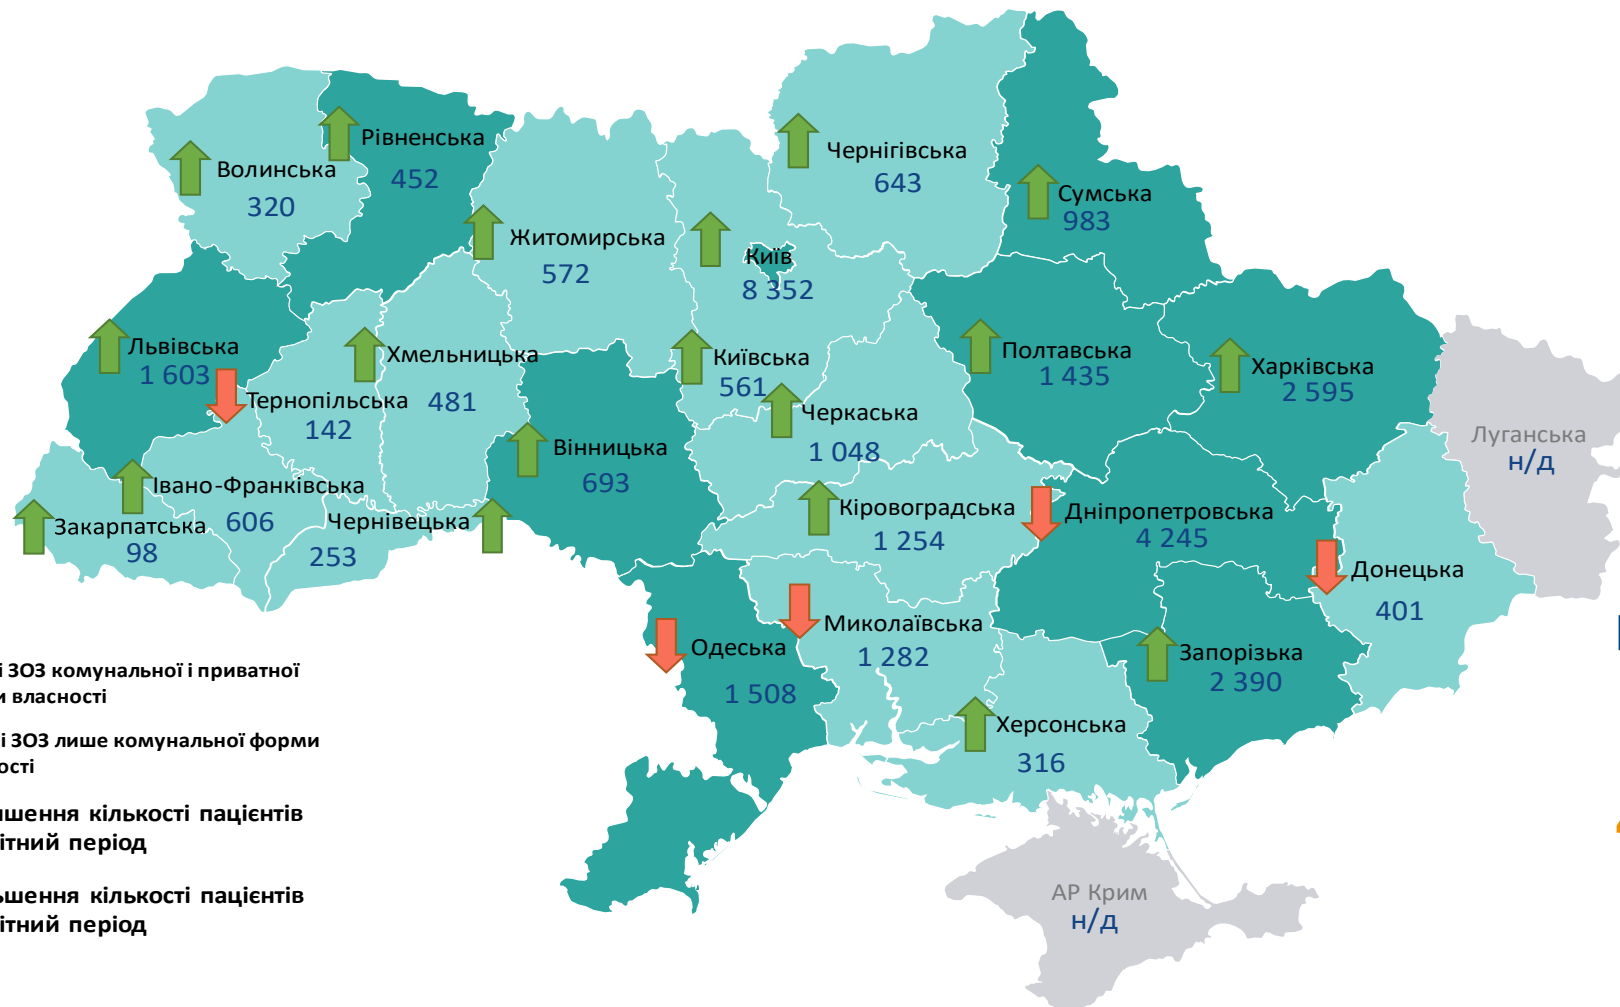 Рівненська
452
Волинська
320
Чернігівська
643
Сумська
983
Житомирська
572
Київ
8 352
Львівська
1 603
Хмельницька
481
Київська
561
Полтавська
1 435
Харківська
2 595
Тернопільська
142
Черкаська
1 048
Вінницька
693
Луганська
н/д
Івано-Франківська
606
Закарпатська
98
Чернівецька
253
Кіровоградська
1 254
Дніпропетровська
4 245
Донецька
401
Миколаївська
1 282
Одеська
1 508
Запорізька
2 390
Херсонська
316
АР Крим
н/д
і ЗОЗ комунальної і приватної
и власності
і ЗОЗ лише комунальної форми
ності
ішення кількості пацієнтів
ітний період
ьшення кількості пацієнтів
ітний період